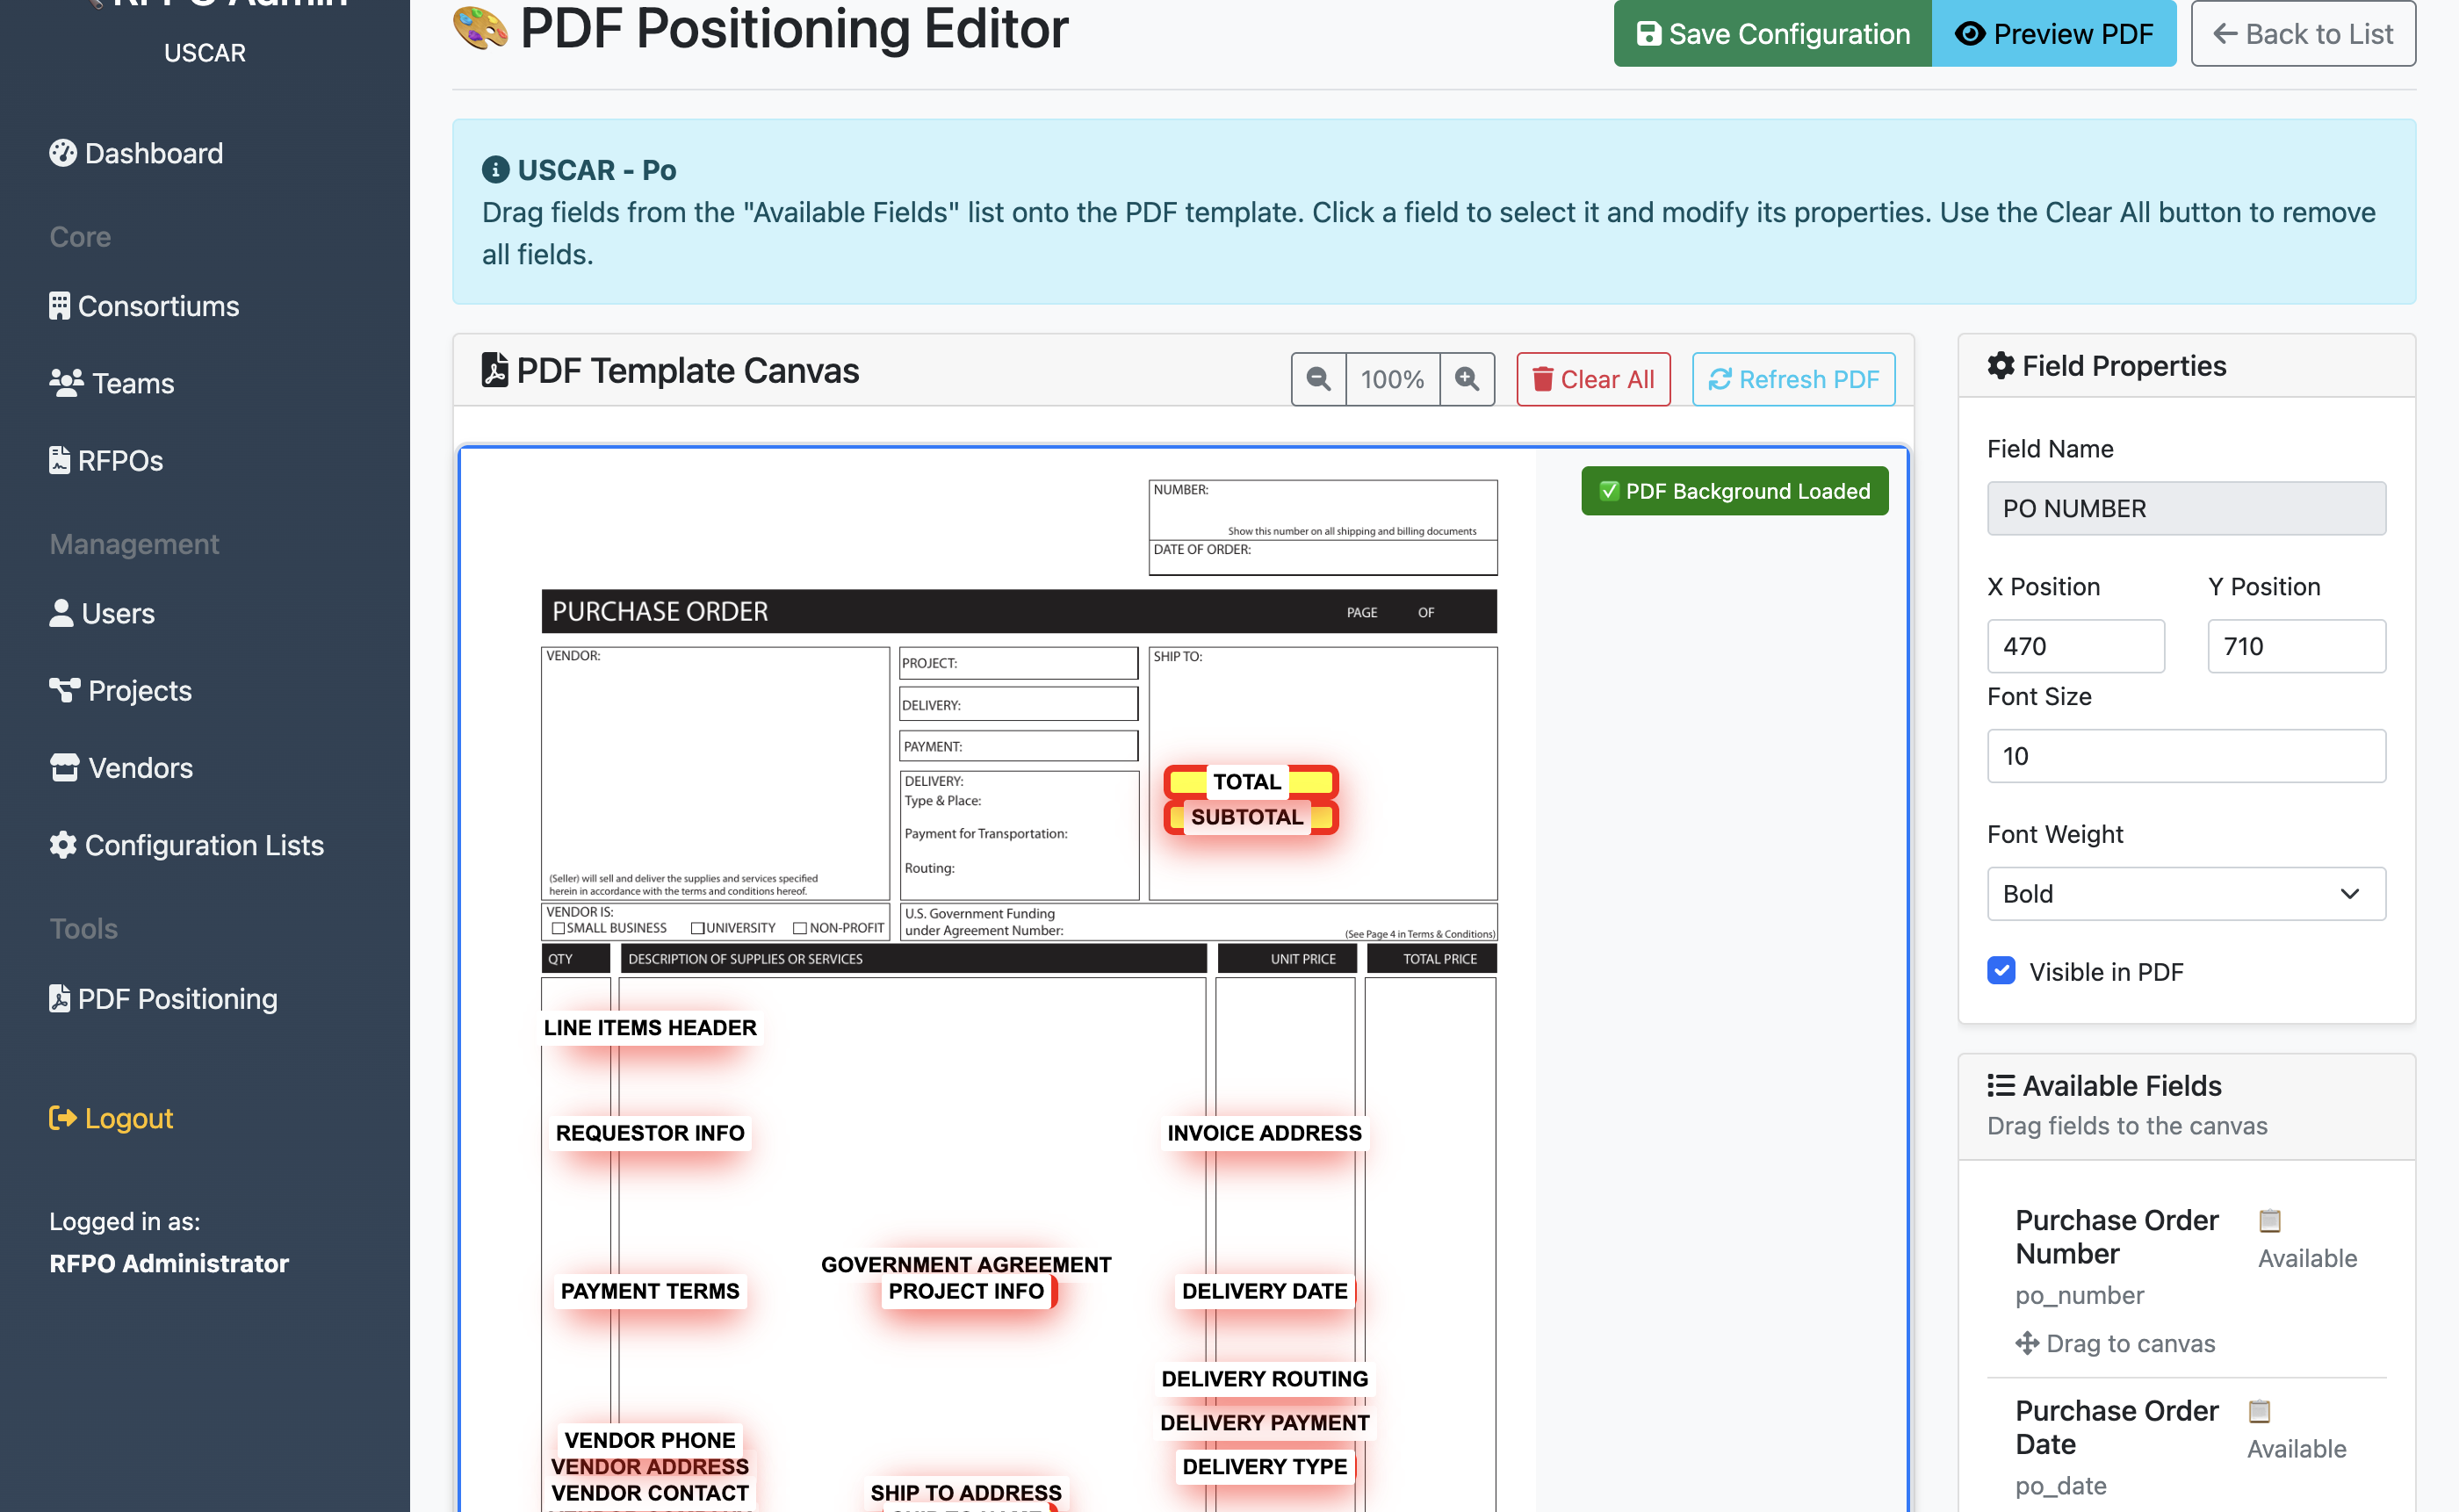 RFPO Admin
USCAR
Dashboard
Core
Consortiums
Teams
RFPOs
Management
Users
Projects
Vendors
Configuration Lists
Tools
PDF Positioning
Logout
Logged in as:
RFPO Administrator
PDF Positioning Editor
Save Configuration
Preview PDF
Back to List
USCAR - Po
Drag fields from the "Available Fields" list onto the PDF template. Click a field to select it and modify its properties. Use the Clear All button to remove
all fields.
PDF Template Canvas
100%
Clear All
Refresh PDF
PDF Background Loaded
NUMBER:
Show this number on all shipping and billing documents
DATE OF ORDER:
PURCHASE ORDER
PAGE OF
VENDOR:
(Seller) will sell and deliver the supplies and services specified
herein in accordance with the terms and conditions hereof.
PROJECT:
DELIVERY:
PAYMENT:
DELIVERY:
Type & Place:
Payment for Transportation:
Routing:
SHIP TO:
TOTAL
SUBTOTAL
VENDOR IS:
SMALL BUSINESS UNIVERSITY NON-PROFIT
U.S. Government Funding
under Agreement Number:
(See Page 4 in Terms & Conditions)
QTY DESCRIPTION OF SUPPLIES OR SERVICES UNIT PRICE TOTAL PRICE
LINE ITEMS HEADER
REQUESTOR INFO
INVOICE ADDRESS
GOVERNMENT AGREEMENT
PAYMENT TERMS
PROJECT INFO
DELIVERY DATE
DELIVERY ROUTING
DELIVERY PAYMENT
VENDOR PHONE
VENDOR ADDRESS
DELIVERY TYPE
VENDOR CONTACT
SHIP TO ADDRESS
Field Properties
Field Name
PO NUMBER
X Position
Y Position
470
710
Font Size
10
Font Weight
Bold
Visible in PDF
Available Fields
Drag fields to the canvas
Purchase Order
Number
Available
po_number
Drag to canvas
Purchase Order
Date
Available
po_date